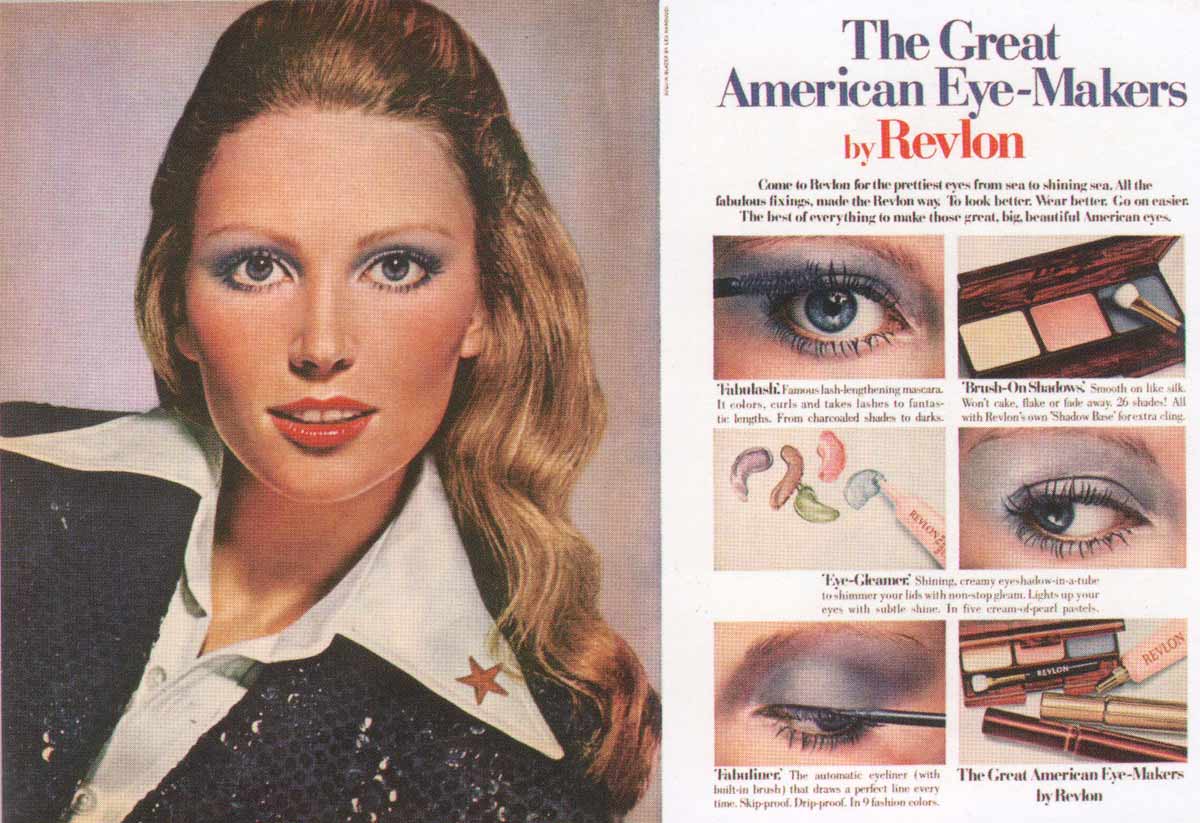 SEQUIN BLAZER BY LEO NARDUCCI
The Great
American Eye-Makers
by Revlon
Come to Revlon for the prettiest eyes from sea to shining sea. All the
fabulous fixings, made the Revlon way. To look better. Wear better. Go on easier.
The best of everything to make those great, big, beautiful American eyes.
'Fabulash'. Famous lash-lengthening mascara.
It colors, curls and takes lashes to fantas-
tic lengths. From charcoaled shades to darks.
'Brush-On Shadows'. Smooth on like silk.
Won't cake, flake or fade away. 26 shades! All
with Revlon's own 'Shadow Base' for extra cling.
REVLON
'Eye-Gleamer'. Shining, creamy eyeshadow-in-a-tube
to shimmer your lids with non-stop gleam. Lights up your
eyes with subtle shine. In five cream-of-pearl pastels.
REVLON
REVLON
'Fabuliner'. The automatic eyeliner (with
built-in brush) that draws a perfect line every
time. Skip-proof. Drip-proof. In 9 fashion colors.
The Great American Eye-Makers
by Revlon